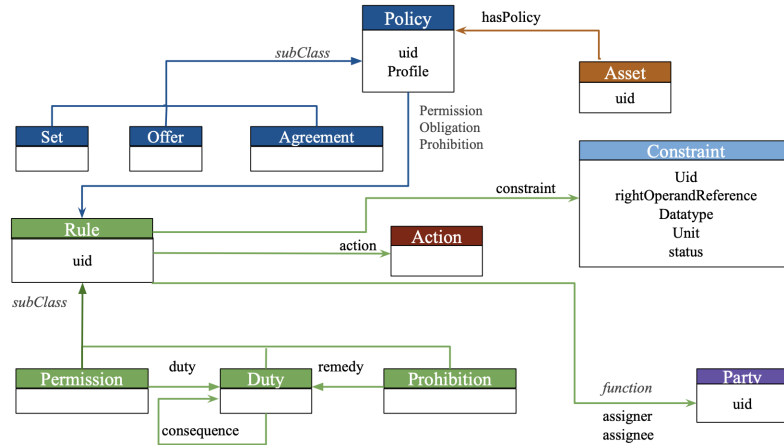 Policy
hasPolicy
subClass
uid
Profile
Asset
uid
Permission
Obligation
Prohibition
Set
Offer
Agreement
Constraint
Uid
rightOperandReference
Datatype
Unit
status
constraint
Rule
uid
action
Action
subClass
Permission
duty
Duty
remedy
Prohibition
consequence
function
assigner
assignee
Party
uid